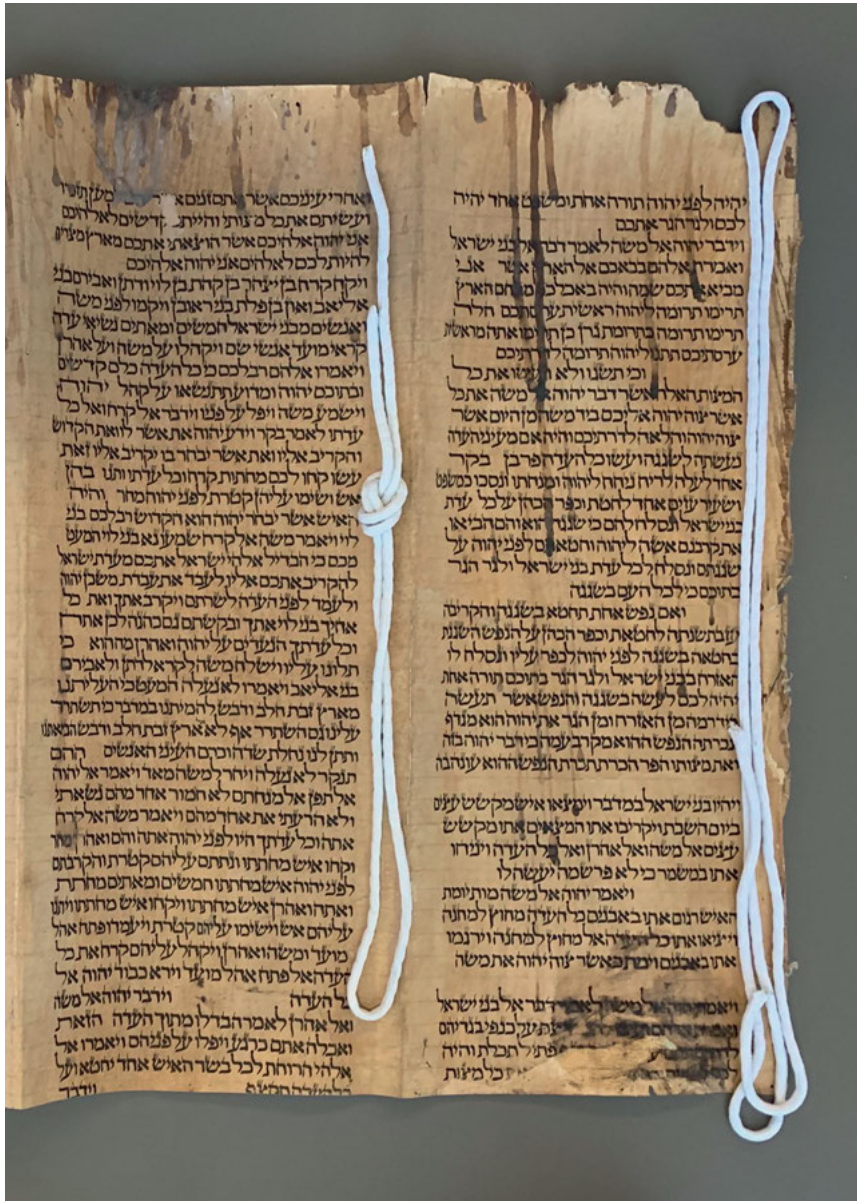 יהיה לפני יהוה תורה אחת ומשפט אחד יהיה
לכם ולגר הגר אתכם
וידבר יהוה אל משה לאמר דבר אל בני ישראל
ואמרת אלהם בבאכם אל הארץ אשר אני
מביא אתכם שמה והיה באכלכם מלחם הארץ
תרימו תרומה ליהוה ראשית ערסתכם חלה
תרימו תרומה כתרומת גרן כן תרימו אתה מראשית
ערסתיכם תתנו ליהוה תרומה לדרתיכם
וכי תשגו ולא תעשו את כל
המצות האלה אשר דבר יהוה אל משה את כל
אשר צוה יהוה אליכם ביד משה מן היום אשר
צוה יהוה והלאה לדרתיכם והיה אם מעיני העדה
נעשתה לשגגה ועשו כל העדה פר בן בקר
אחד לעלה לריח ניחח ליהוה ומנחתו ונסכו כמשפט
ושעיר עזים אחד לחטת וכפר הכהן על כל עדת
בני ישראל ונסלח להם כי שגגה הוא והם הביאו
את קרבנם אשה ליהוה וחטאתם לפני יהוה על
שגגתם ונסלח לכל עדת בני ישראל ולגר הגר
בתוכם כי לכל העם בשגגה
ואם נפש אחת תחטא בשגגה והקריבה
עז בת שנתה לחטאת וכפר הכהן על הנפש השגגת
בחטאה בשגגה לפני יהוה לכפר עליו ונסלח לו
האזרח בבני ישראל ולגר הגר בתוכם תורה אחת
יהיה לכם לעשה בשגגה והנפש אשר תעשה
ביד רמה מן האזרח ומן הגר את יהוה הוא מגדף
ונכרתה הנפש ההוא מקרב עמה כי דבר יהוה בזה
ואת מצותו הפר הכרת תכרת הנפש ההוא עונה בה
ויהיו בני ישראל במדבר וימצאו איש מקשש עצים
ביום השבת ויקריבו אתו המצאים אתו מקשש
עצים אל משה ואל אהרן ואל כל העדה ויניחו
אתו במשמר כי לא פרש מה יעשה לו
ויאמר יהוה אל משה מות יומת
האיש רגום אתו באבנים כל העדה מחוץ למחנה
ויציאו אתו כל העדה אל מחוץ למחנה וירגמו
אתו באבנים וימת כאשר צוה יהוה את משה
ויאמר יהוה אל משה לאמר דבר אל בני ישראל
ואמרת אלהם על כנפי בגדיהם
פתיל תכלת והיה
את כל מצות
ואחרי עיניכם אשר אתם זנים למען תזכרו
ועשיתם את כל מצותי והייתם קדשים לאלהיכם
אני יהוה אלהיכם אשר הוצאתי אתכם מארץ מצרים
להיות לכם לאלהים אני יהוה אלהיכם
ויקח קרח בן יצהר בן קהת בן לוי ודתן ואבירם בני
אליאב ואון בן פלת בני ראובן ויקמו לפני משה
ואנשים מבני ישראל חמשים ומאתים נשיאי עדה
קראי מועד אנשי שם ויקהלו על משה ועל אהרן
ויאמרו אלהם רב לכם כי כל העדה כלם קדשים
ובתוכם יהוה ומדוע תתנשאו על קהל יהוה
וישמע משה ויפל על פניו וידבר אל קרח ואל כל
עדתו לאמר בקר וידע יהוה את אשר לו ואת הקדוש
והקריב אליו ואת אשר יבחר בו יקריב אליו זאת
עשו קחו לכם מחתות קרח וכל עדתו ותנו בהן
אש ושימו עליהן קטרת לפני יהוה מחר והיה
האיש אשר יבחר יהוה הוא הקדוש רב לכם בני
לוי ויאמר משה אל קרח שמעו נא בני לוי המעט
מכם כי הבדיל אלהי ישראל אתכם מעדת ישראל
להקריב אתכם אליו לעבד את עבדת משכן יהוה
ולעמד לפני העדה לשרתם ויקרב אתך ואת כל
אחיך בני לוי אתך ובקשתם גם כהנה לכן אתה
וכל עדתך הנעדים על יהוה ואהרן מה הוא כי
תלונו עליו וישלח משה לקרא לדתן ולאבירם
בני אליאב ויאמרו לא נעלה המעט כי העליתנו
מארץ זבת חלב ודבש להמיתנו במדבר כי תשתרר
עלינו גם השתרר אף לא אל ארץ זבת חלב ודבש הביאתנו
ותתן לנו נחלת שדה וכרם העיני האנשים ההם
תנקר לא נעלה ויחר למשה מאד ויאמר אל יהוה
אל תפן אל מנחתם לא חמור אחד מהם נשאתי
ולא הרעתי את אחד מהם ויאמר משה אל קרח
אתה וכל עדתך היו לפני יהוה אתה והם ואהרן מחר
וקחו איש מחתתו ונתתם עליהם קטרת והקרבתם
לפני יהוה איש מחתתו חמשים ומאתים מחתת
ואתה ואהרן איש מחתתו ויקחו איש מחתתו ויתנו
עליהם אש וישימו עליהם קטרת ויעמדו פתח אהל
מועד ומשה ואהרן ויקהל עליהם קרח את כל
העדה אל פתח אהל מועד וירא כבוד יהוה אל
כל העדה וידבר יהוה אל משה
ואל אהרן לאמר הבדלו מתוך העדה הזאת
ואכלה אתם כרגע ויפלו על פניהם ויאמרו אל
אלהי הרוחת לכל בשר האיש אחד יחטא ועל
כל העדה תקצף וידבר